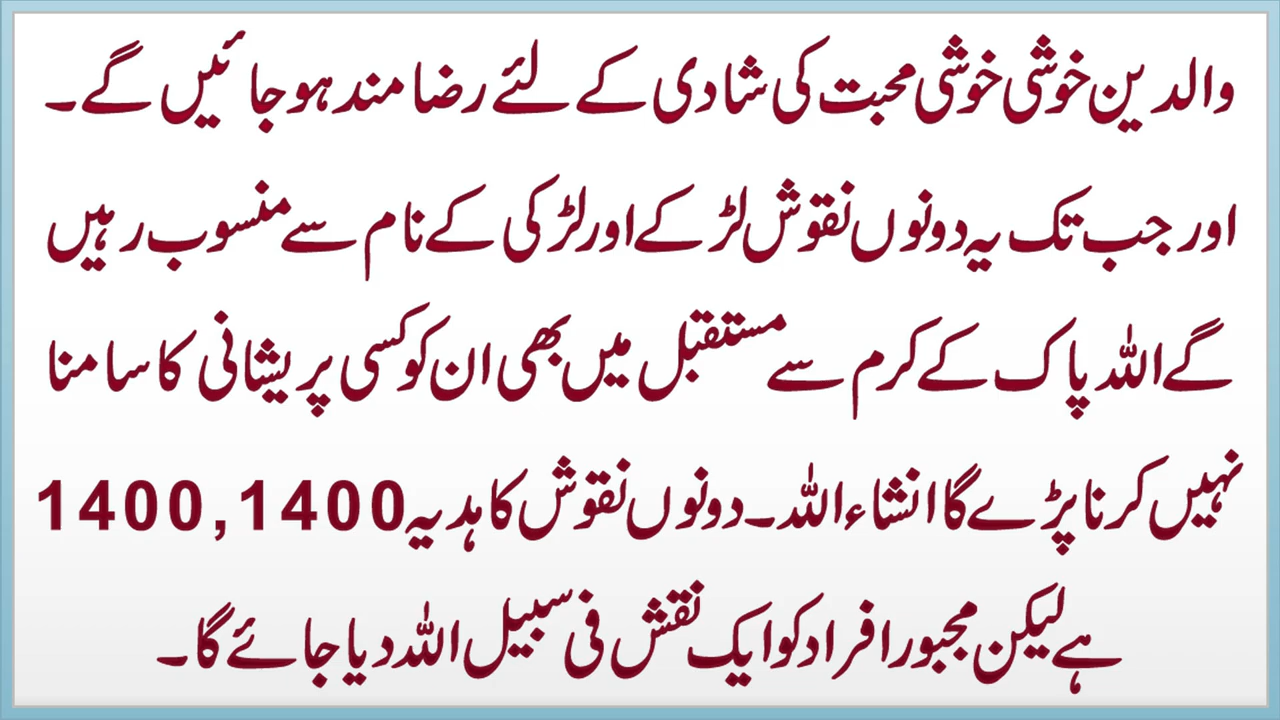 والدین خوشی خوشی محبت کی شادی کے لئے رضا مند ہو جائیں گے۔
اور جب تک یہ دونوں نقوش لڑکے اور لڑکی کے نام سے منسوب رہیں
گے اللہ پاک کے کرم سے مستقبل میں بھی ان کو کسی پریشانی کا سامنا
نہیں کرنا پڑے گا انشاء اللہ۔ دونوں نقوش کا ہدیہ 1400,1400
ہے لیکن مجبور افراد کو ایک نقش فی سبیل اللہ دیا جائے گا۔